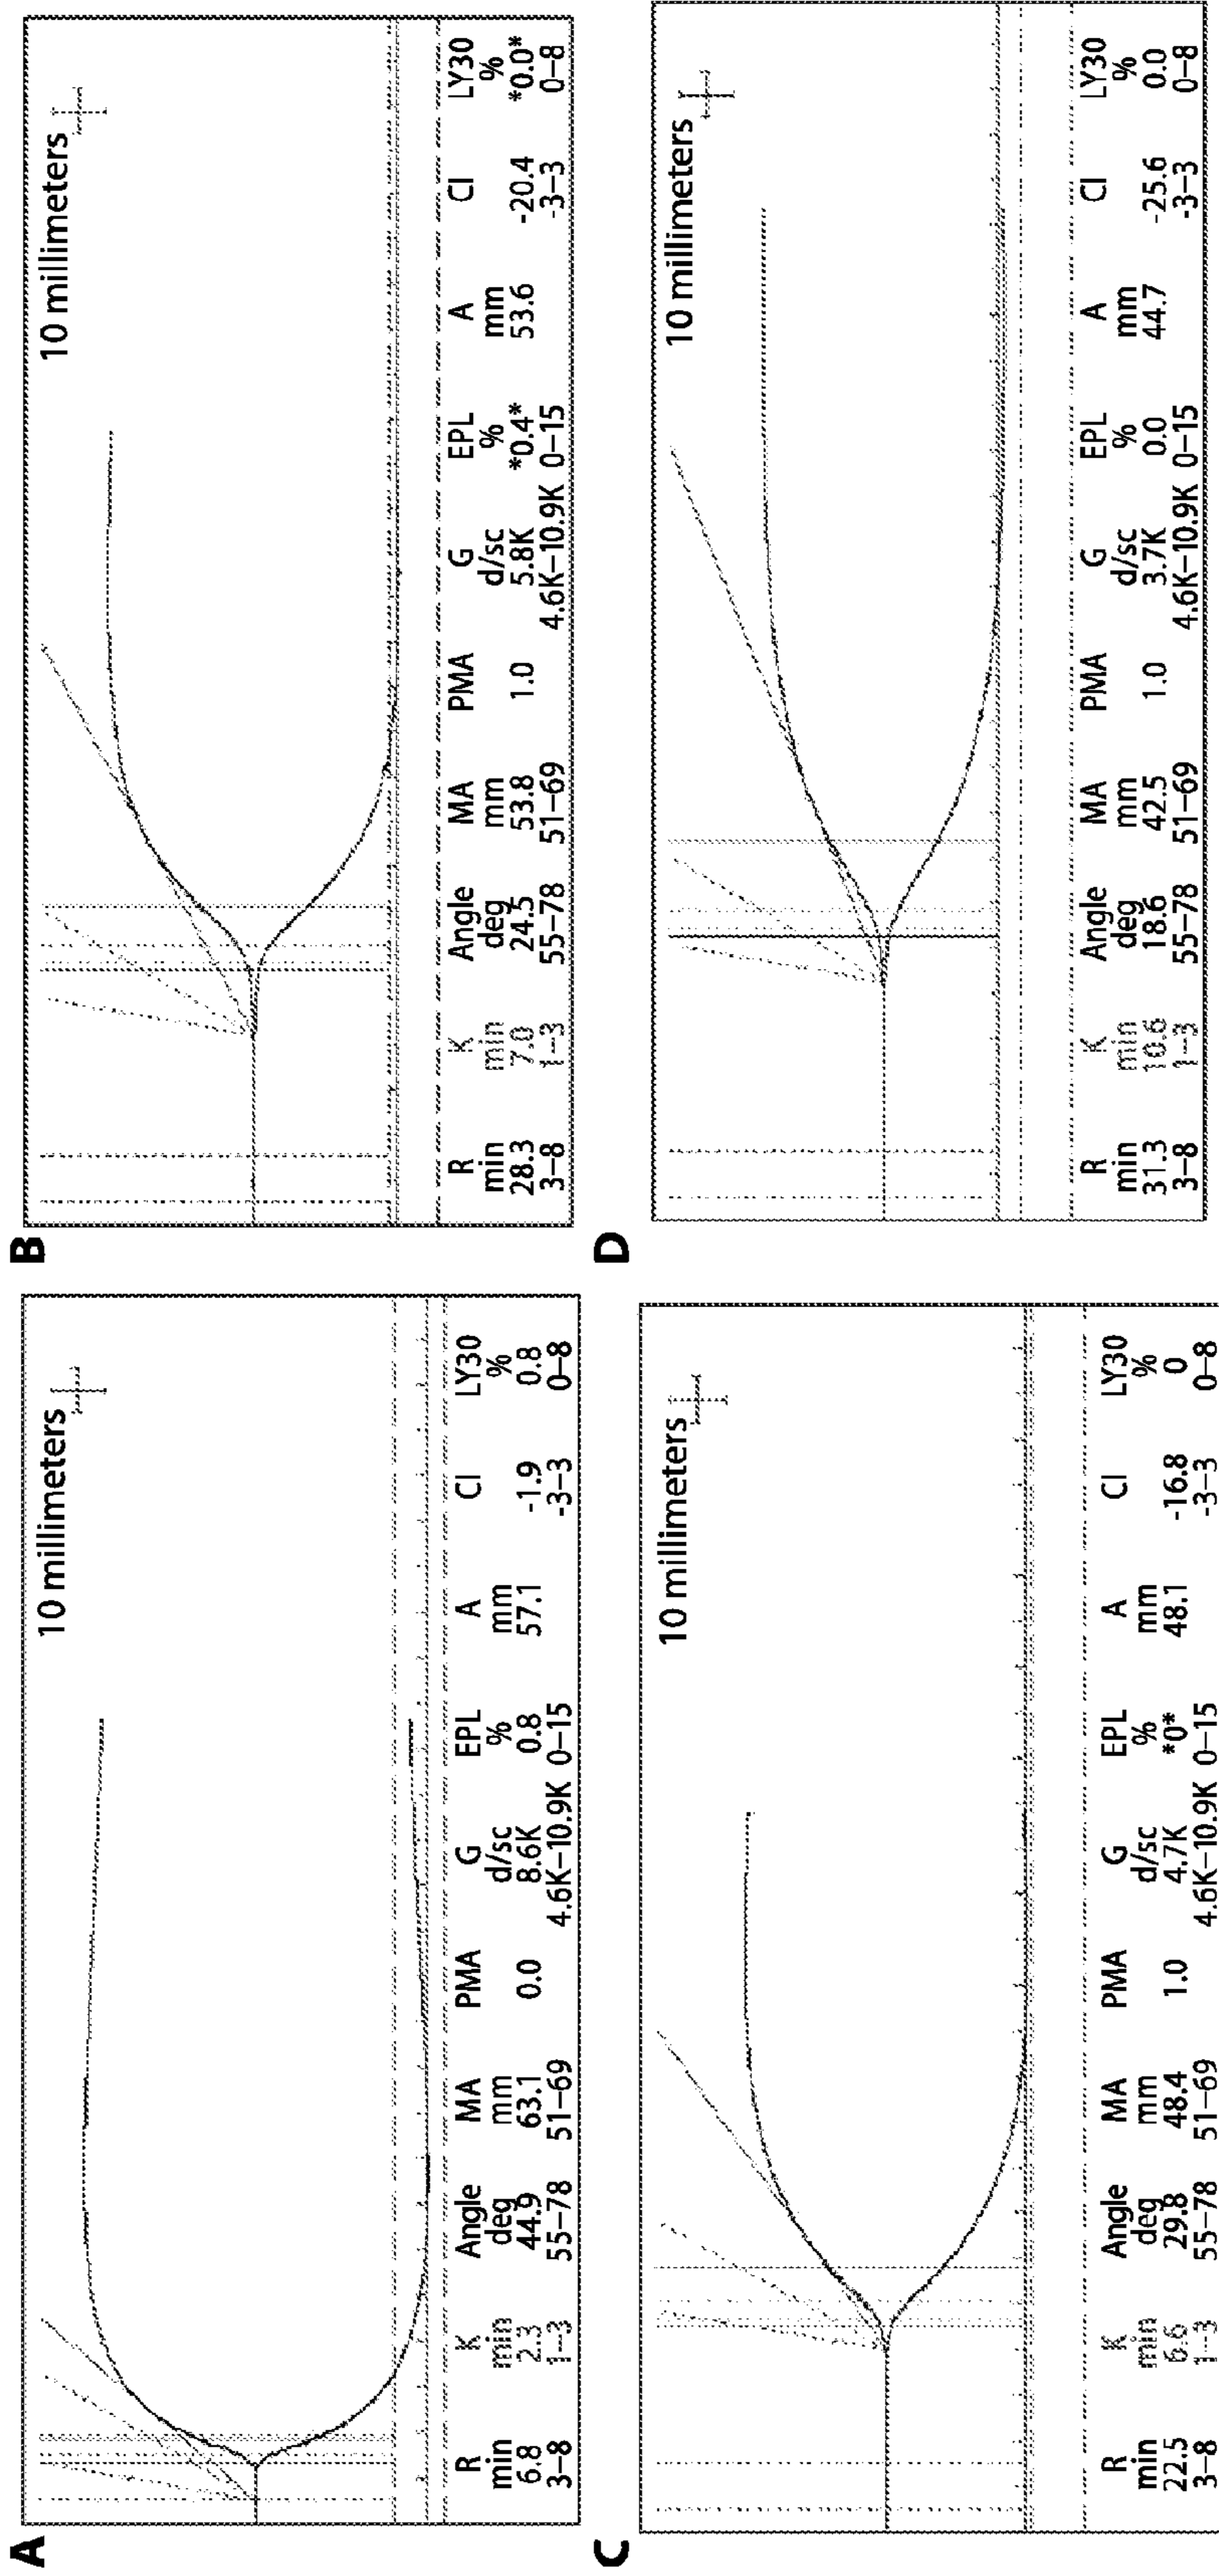 A
10 millimeters
R K Angle MA PMA G EPL A CI LY30
min min deg mm d/sc % mm %
6.8 2.3 44.9 63.1 0.0 8.6K 0.8 57.1 -1.9 0.8
3–8 1–3 55–78 51–69 4.6K–10.9K 0–15 -3–3 0–8
B
10 millimeters
R K Angle MA PMA G EPL A CI LY30
min min deg mm d/sc % mm %
28.3 7.0 24.5 53.8 1.0 5.8K *0.4* 53.6 -20.4 *0.0*
3–8 1–3 55–78 51–69 4.6K–10.9K 0–15 -3–3 0–8
C
10 millimeters
R K Angle MA PMA G EPL A CI LY30
min min deg mm d/sc % mm %
22.5 6.6 29.8 48.4 1.0 4.7K *0* 48.1 -16.8 0
3–8 1–3 55–78 51–69 4.6K–10.9K 0–15 -3–3 0–8
D
10 millimeters
R K Angle MA PMA G EPL A CI LY30
min min deg mm d/sc % mm %
31.3 10.6 18.6 42.5 1.0 3.7K 0.0 44.7 -25.6 0.0
3–8 1–3 55–78 51–69 4.6K–10.9K 0–15 -3–3 0–8